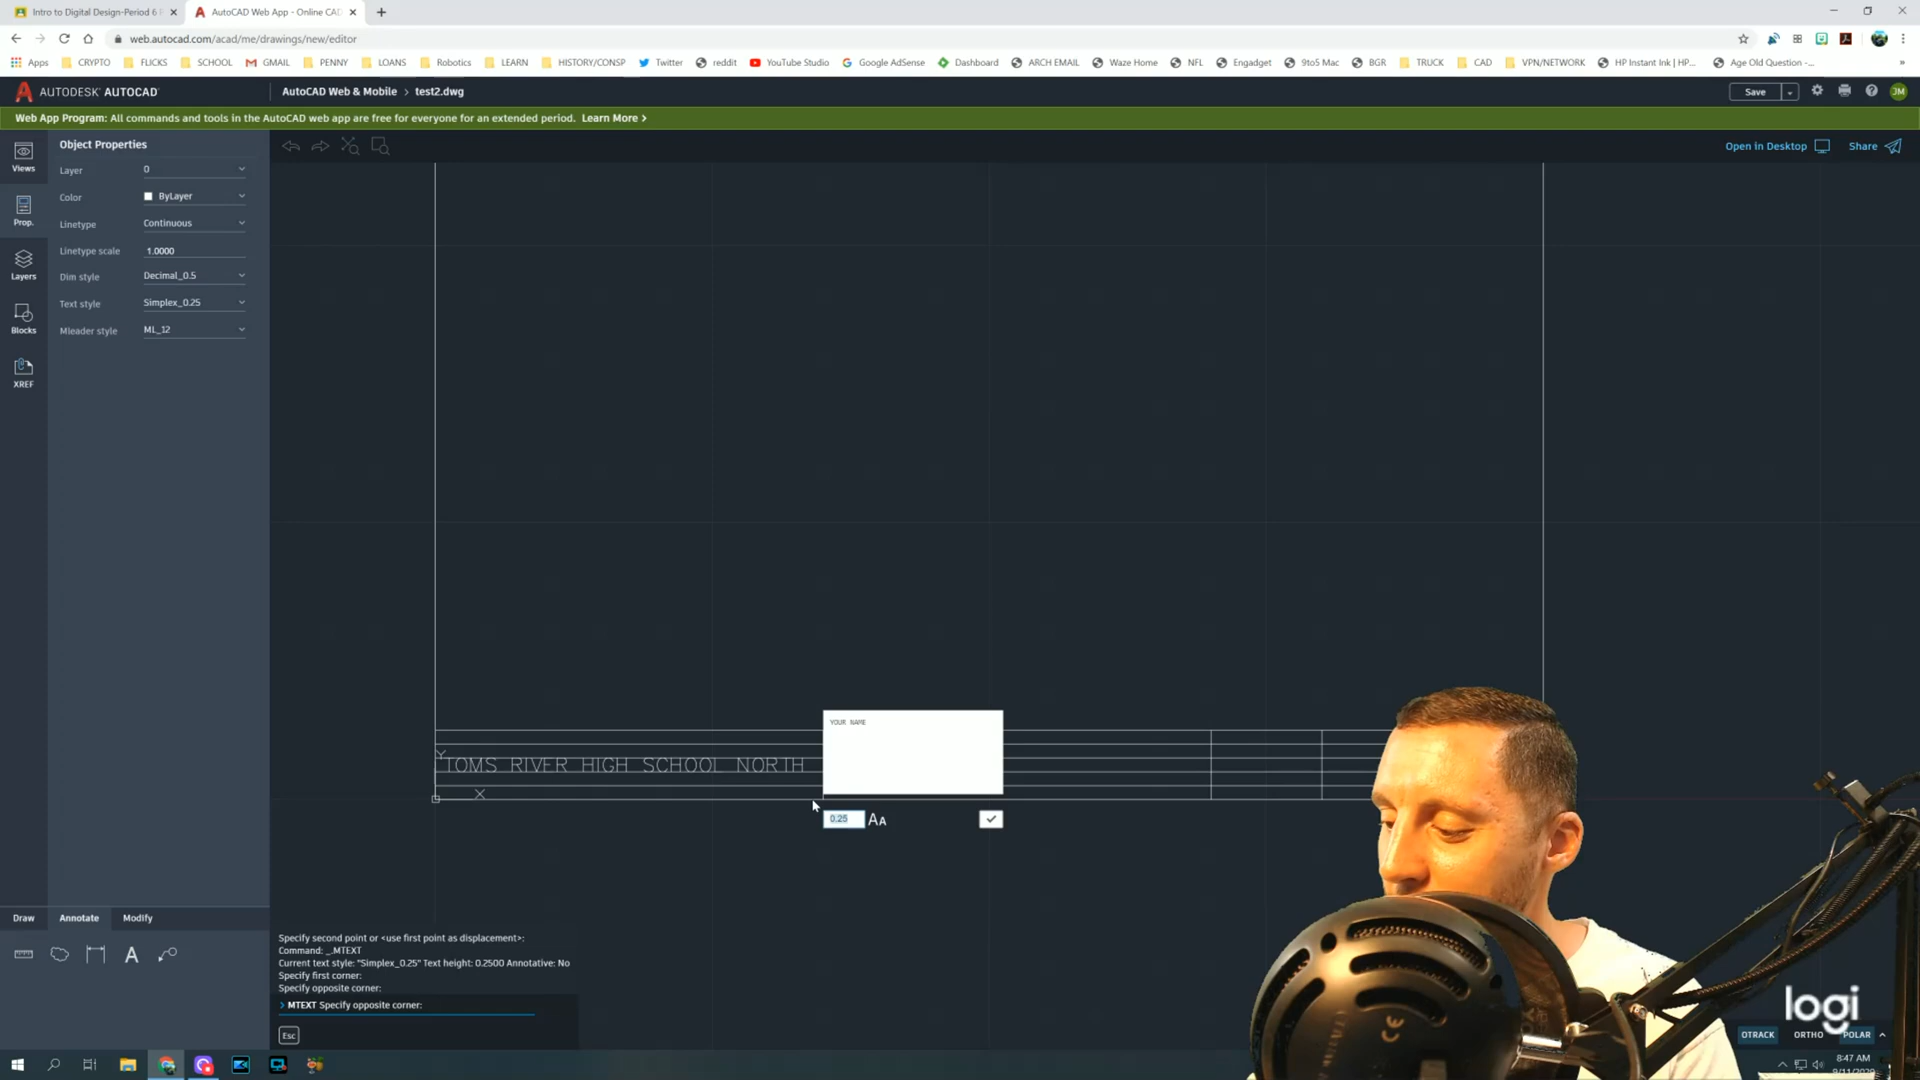 Intro to Digital Design-Period 6
AutoCAD Web App - Online CAD
web.autocad.com/acad/me/drawings/new/editor
Apps CRYPTO FLICKS SCHOOL GMAIL PENNY LOANS Robotics LEARN HISTORY/CONSP Twitter reddit YouTube Studio Google AdSense Dashboard ARCH EMAIL Waze Home NFL Engadget 9to5 Mac BGR TRUCK CAD VPN/NETWORK HP Instant Ink | HP... Age Old Question -... »
AUTODESK® AUTOCAD®
AutoCAD Web & Mobile > test2.dwg
Save
JM
Web App Program: All commands and tools in the AutoCAD web app are free for everyone for an extended period. Learn More >
Views
Prop.
Layers
Blocks
XREF
Object Properties
Layer 0
Color ByLayer
Linetype Continuous
Linetype scale 1.0000
Dim style Decimal_0.5
Text style Simplex_0.25
Mleader style ML_12
Open in Desktop
Share
YOUR NAME
Y
TOMS RIVER HIGH SCHOOL NORTH
X
0.25 AA
Draw Annotate Modify
A
Specify second point or <use first point as displacement>:
Command: _.MTEXT
Current text style: "Simplex_0.25" Text height: 0.2500 Annotative: No
Specify first corner:
Specify opposite corner:
> MTEXT Specify opposite corner:
Esc
logi
CE
OTRACK ORTHO POLAR
8:47 AM